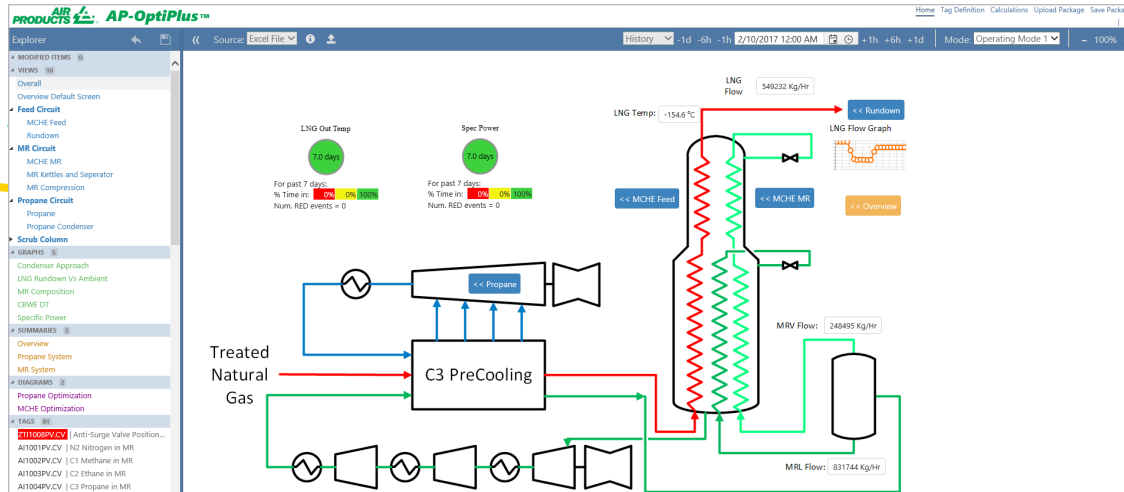 AIR
PRODUCTS
AP-OptiPlus™
Home Tag Definition Calculations Upload Package Save Packa
Explorer
Source: Excel File
History -1d -6h -1h 2/10/2017 12:00 AM +1h +6h +1d
Mode: Operating Mode 1
– 100%
MODIFIED ITEMS 0
VIEWS 10
Overall
Overview Default Screen
Feed Circuit
MCHE Feed
Rundown
MR Circuit
MCHE MR
MR Kettles and Seperator
MR Compression
Propane Circuit
Propane
Propane Condenser
Scrub Column
GRAPHS 5
Condenser Approach
LNG Rundown Vs Ambient
MR Composition
CBWE DT
Specific Power
SUMMARIES 3
Overview
Propane System
MR System
DIAGRAMS 2
Propane Optimization
MCHE Optimization
TAGS 81
ZTI1008PV.CV | Anti-Surge Valve Position...
AI1001PV.CV | N2 Nitrogen in MR
AI1002PV.CV | C1 Methane in MR
AI1003PV.CV | C2 Ethane in MR
AI1004PV.CV | C3 Propane in MR
LNG Out Temp
7.0 days
For past 7 days:
% Time in: 0% 0% 100%
Num. RED events = 0
Spec Power
7.0 days
For past 7 days:
% Time in: 0% 0% 100%
Num. RED events = 0
LNG
Flow
549232 Kg/Hr
LNG Temp: -154.6 °C
<< Rundown
LNG Flow Graph
<< MCHE Feed
<< MCHE MR
<< Overview
<< Propane
MRV Flow: 248495 Kg/Hr
Treated
Natural
Gas
C3 PreCooling
MRL Flow: 831744 Kg/Hr